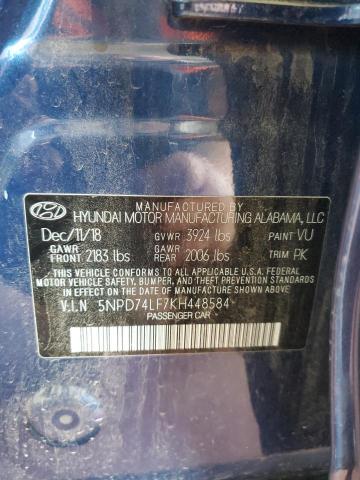 MANUFACTURED BY
HYUNDAI MOTOR MANUFACTURING ALABAMA, LLC
Dec/11/18 GVWR 3924 lbs PAINT VU
GAWR FRONT 2183 lbs GAWR REAR 2006 lbs TRIM PK
THIS VEHICLE CONFORMS TO ALL APPLICABLE U.S.A. FEDERAL
MOTOR VEHICLE SAFETY, BUMPER, AND THEFT PREVENTION STANDARDS
IN EFFECT ON THE DATE OF MANUFACTURE SHOWN ABOVE.
V.I.N 5NPD74LF7KH448584
PASSENGER CAR